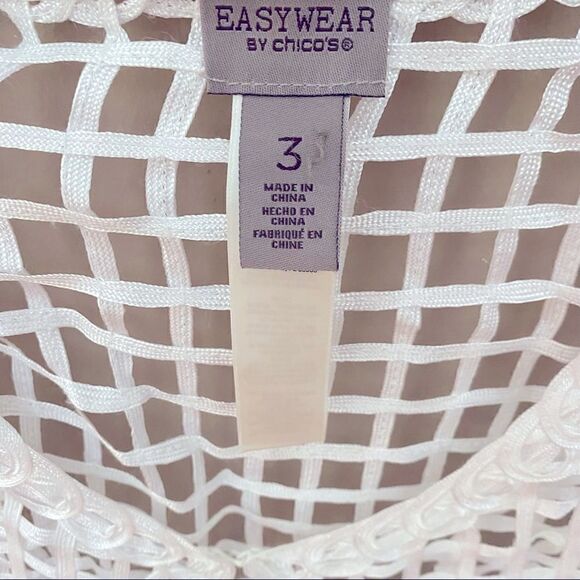 EASYWEAR
BY chico's®
3
MADE IN
CHINA
HECHO EN
CHINA
FABRIQUÉ EN
CHINE